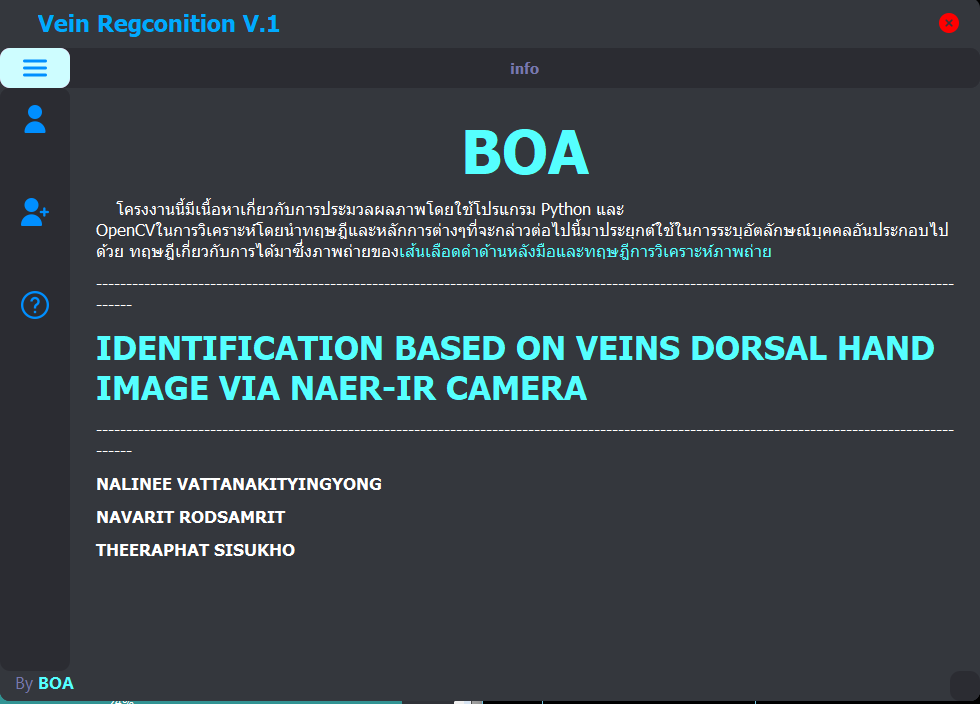 Vein Regconition V.1
info
BOA
โครงงานนี้มีเนื้อหาเกี่ยวกับการประมวลผลภาพโดยใช้โปรแกรม Python และ
OpenCVในการวิเคราะห์โดยนำทฤษฎีและหลักการต่างๆที่จะกล่าวต่อไปนี้มาประยุกต์ใช้ในการระบุอัตลักษณ์บุคคลอันประกอบไป
ด้วย ทฤษฎีเกี่ยวกับการได้มาซึ่งภาพถ่ายของเส้นเลือดดำด้านหลังมือและทฤษฎีการวิเคราะห์ภาพถ่าย
IDENTIFICATION BASED ON VEINS DORSAL HAND
IMAGE VIA NAER-IR CAMERA
NALINEE VATTANAKITYINGYONG
NAVARIT RODSAMRIT
THEERAPHAT SISUKHO
By BOA